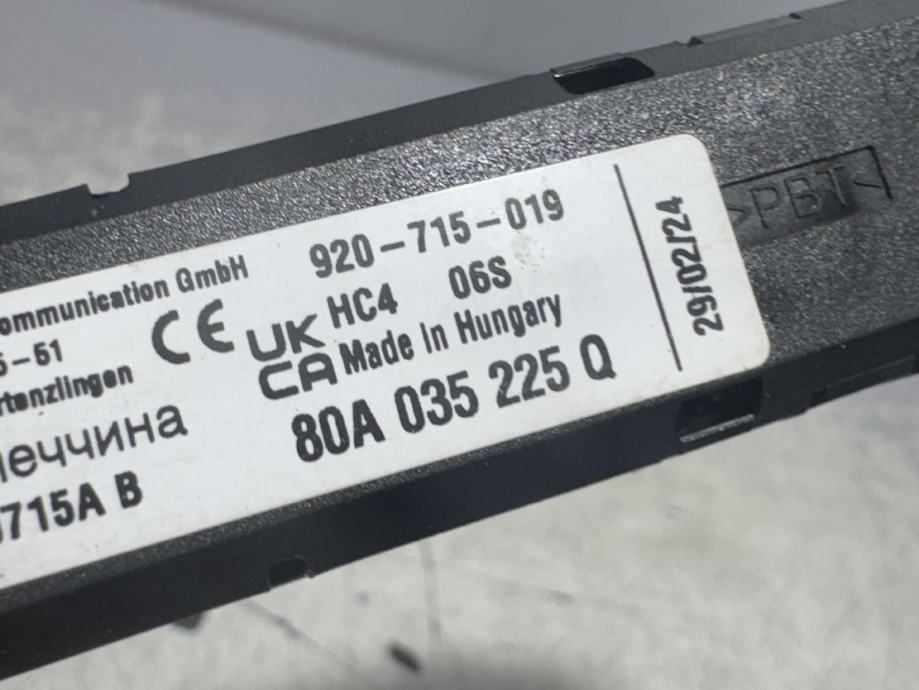 ommunication GmbH 920-715-019
5-51 CE UK CA HC4 06S
rtenzlingen Made in Hungary
леччина 80A 035 225 Q
715A B
29/02/24
>PBT<